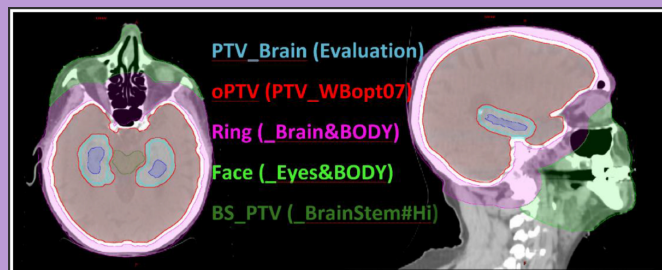 PTV_Brain (Evaluation)
oPTV (PTV_WBopt07)
Ring (_Brain&BODY)
Face (_Eyes&BODY)
BS_PTV (_BrainStem#Hi)